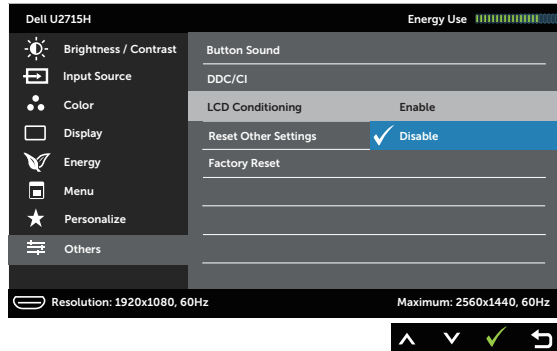 Dell U2715H Energy Use
Brightness / Contrast Button Sound
Input Source DDC/CI
Color LCD Conditioning Enable
Display Reset Other Settings Disable
Energy Factory Reset
Menu
Personalize
Others
Resolution: 1920x1080, 60Hz Maximum: 2560x1440, 60Hz